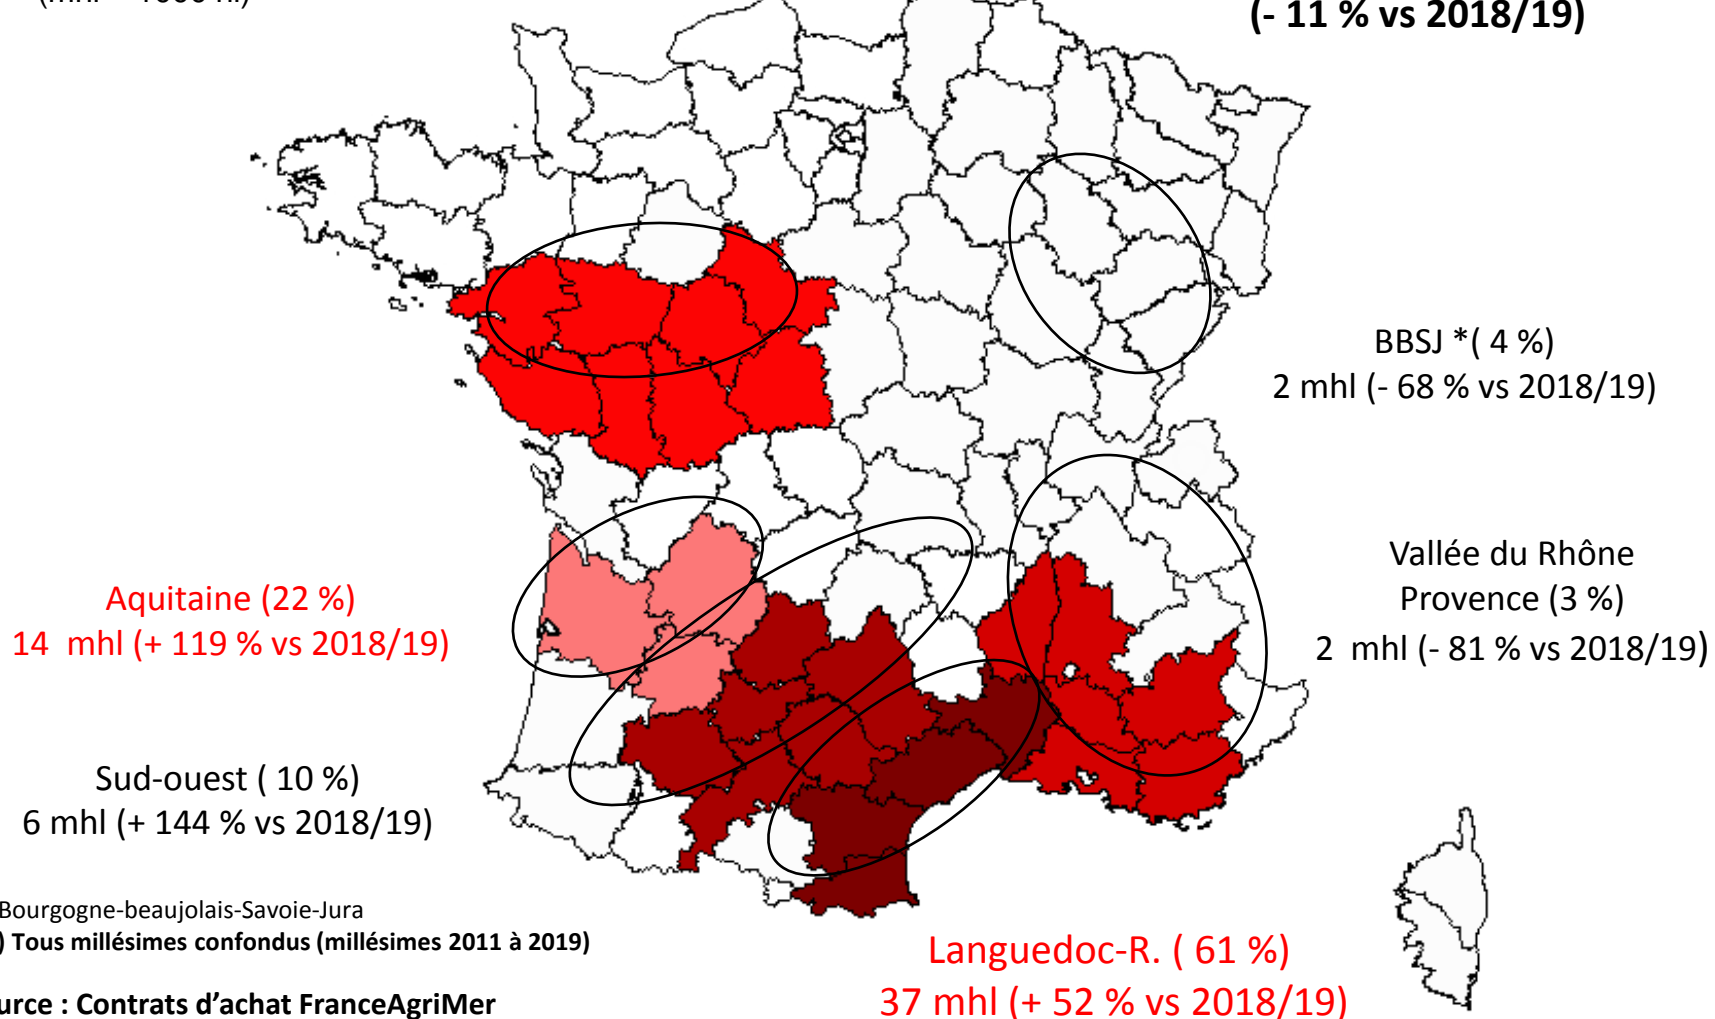 (- 11 % vs 2018/19)
BBSJ *( 4 %)
2 mhl (- 68 % vs 2018/19)
Vallée du Rhône
Provence (3 %)
2 mhl (- 81 % vs 2018/19)
Aquitaine (22 %)
14 mhl (+ 119 % vs 2018/19)
Sud-ouest ( 10 %)
6 mhl (+ 144 % vs 2018/19)
Bourgogne-beaujolais-Savoie-Jura
) Tous millésimes confondus (millésimes 2011 à 2019)
Languedoc-R. ( 61 %)
37 mhl (+ 52 % vs 2018/19)
urce : Contrats d'achat FranceAgriMer